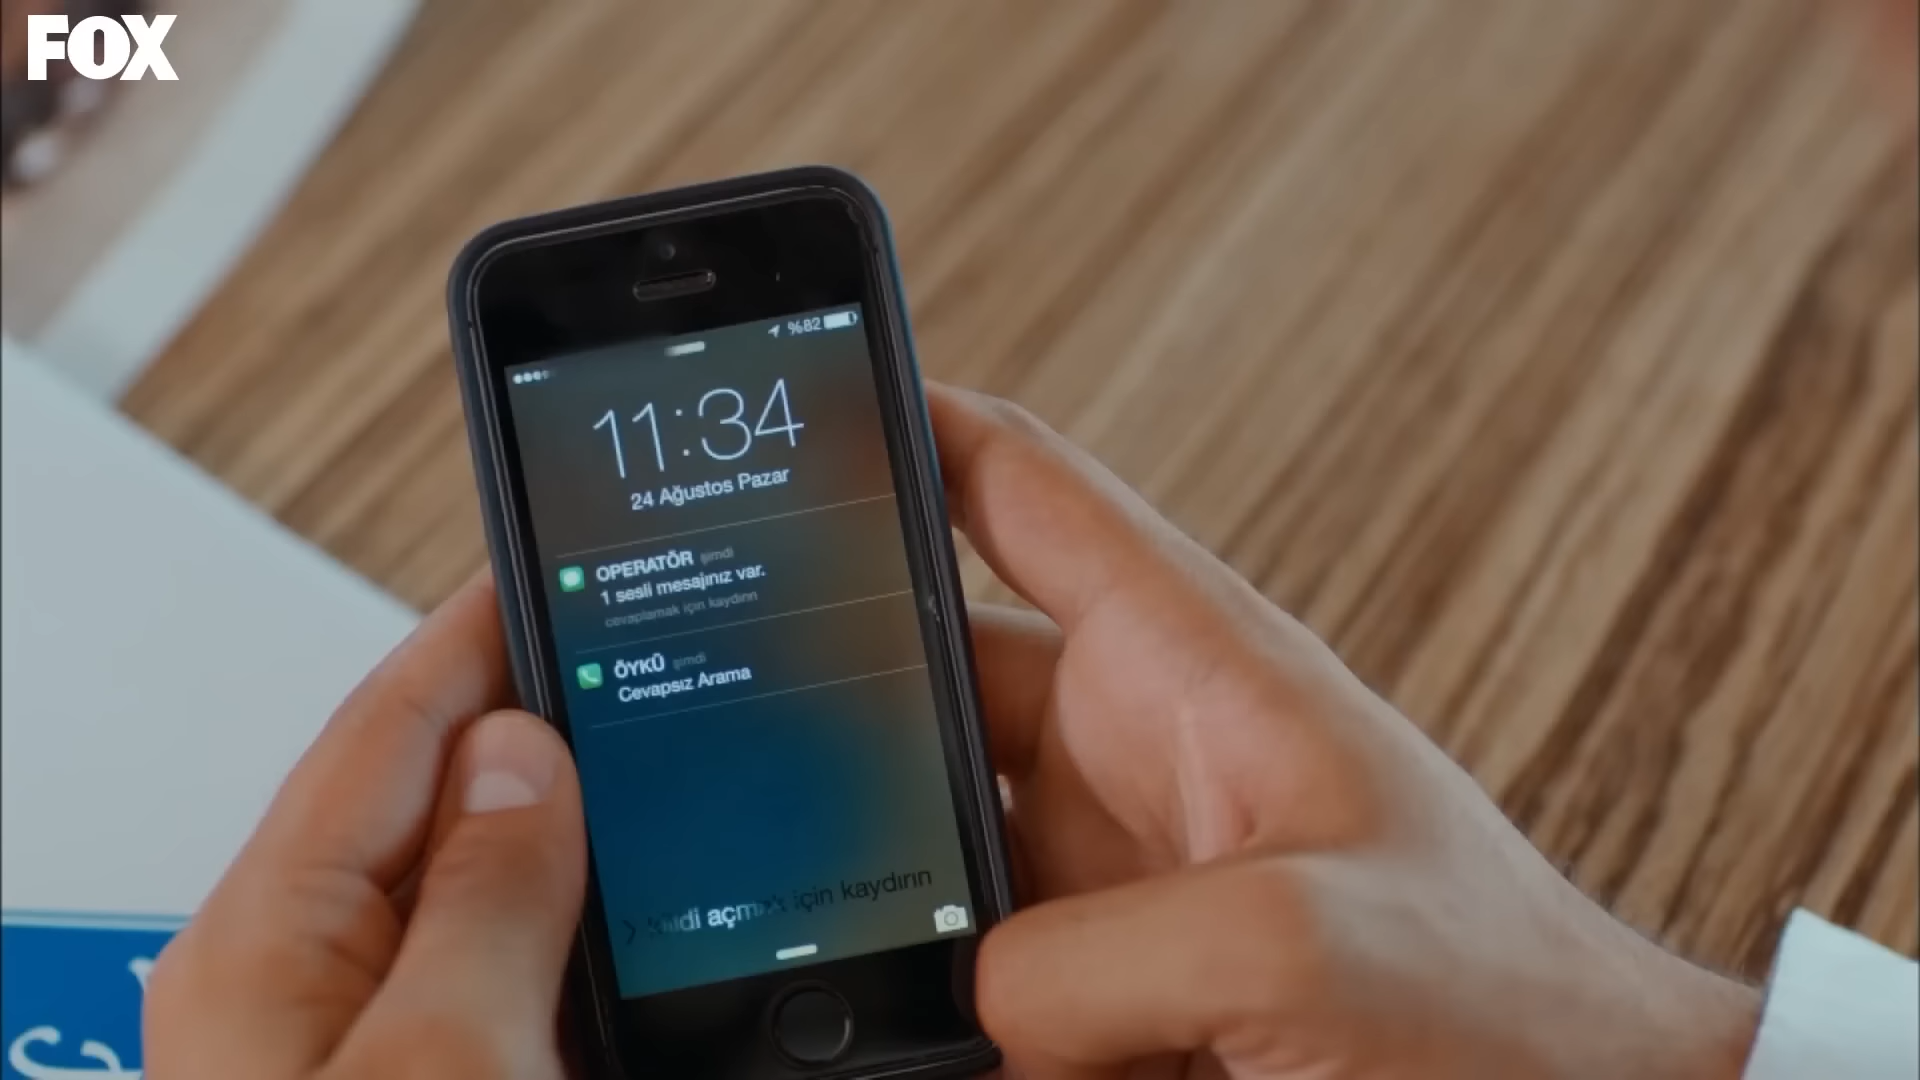 FOX
%82
11:34
24 Ağustos Pazar
OPERATÖR şimdi
1 sesli mesajınız var.
cevaplamak için kaydırın
ÖYKÜ şimdi
Cevapsız Arama
açmak için kaydırın